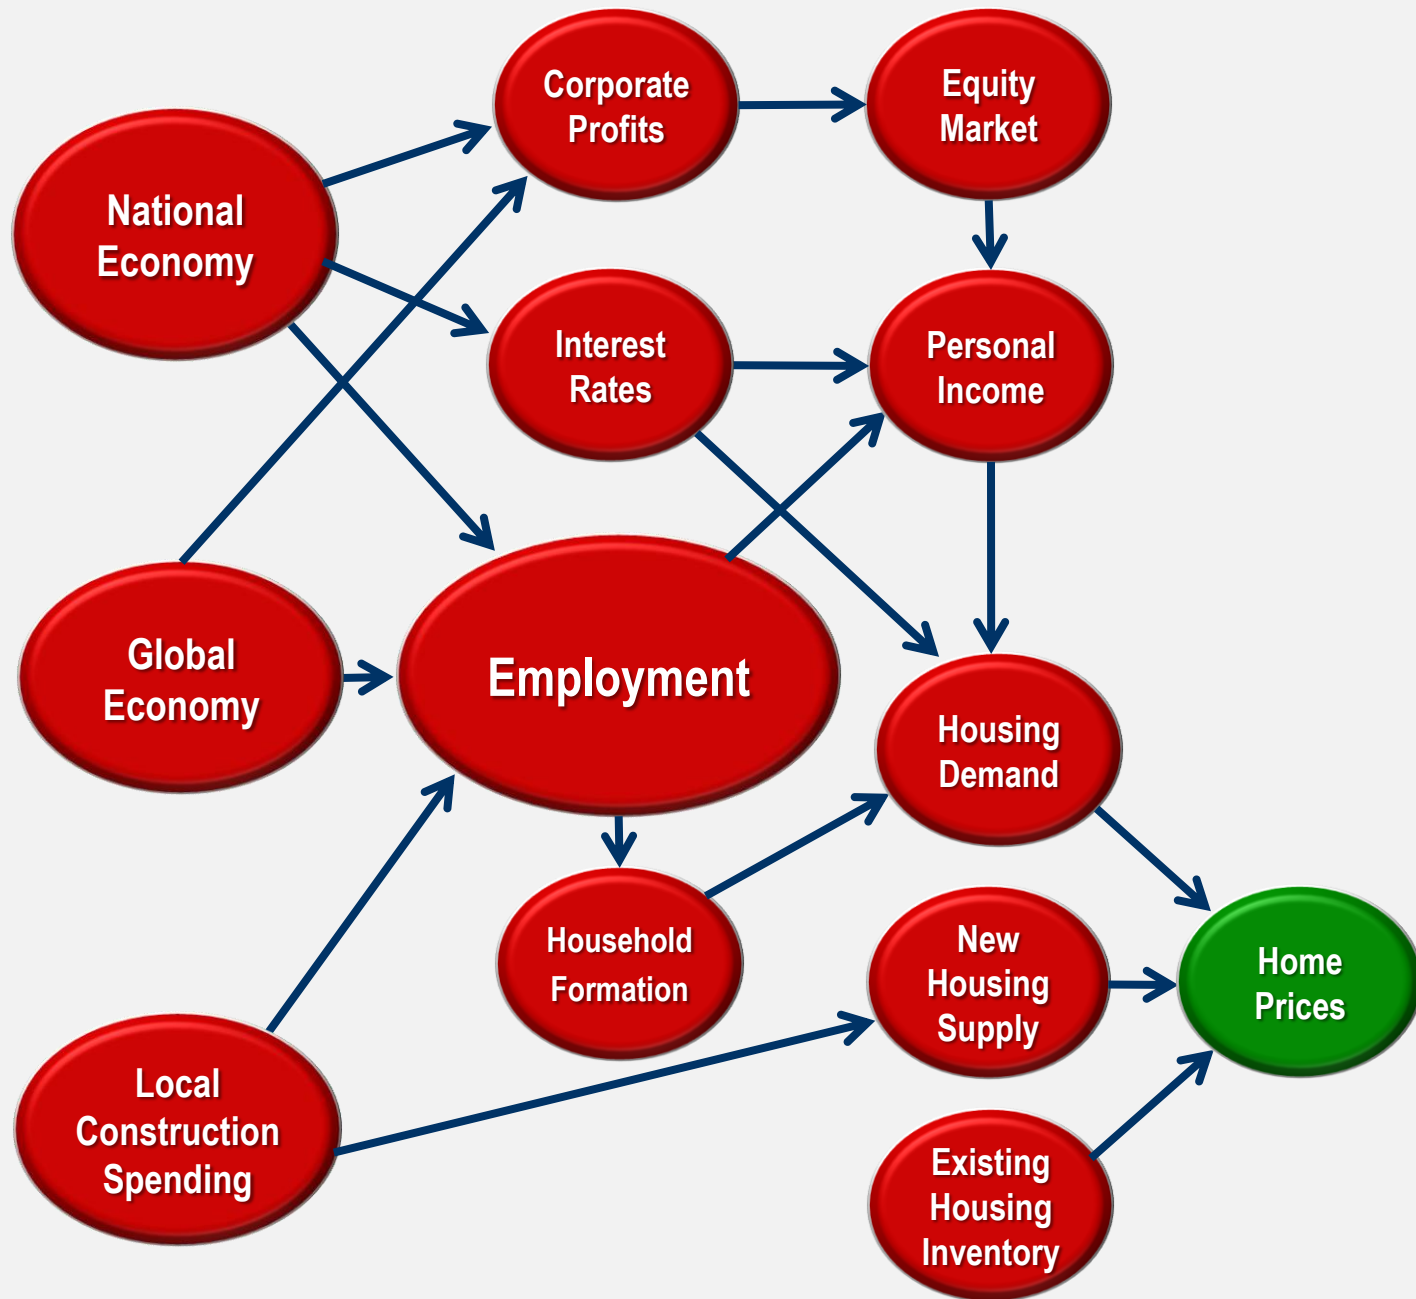 Corporate
Profits
Equity
Market
National
Economy
Interest
Rates
Personal
Income
Global
Economy
Employment
Housing
Demand
Household
Formation
New
Housing
Supply
Home
Prices
Local
Construction
Spending
Existing
Housing
Inventory